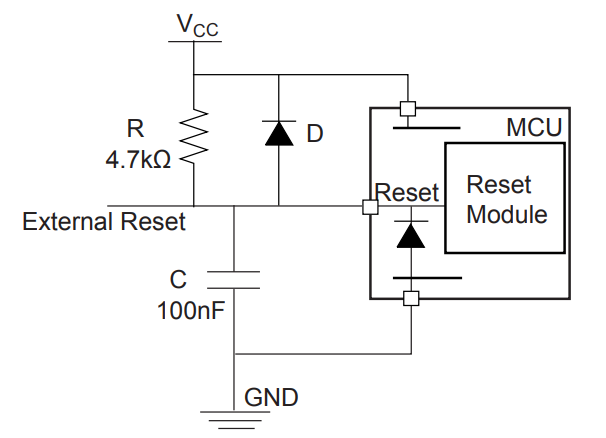 VCC
R
4.7kΩ
D
MCU
Reset
Reset
Module
External Reset
C
100nF
GND